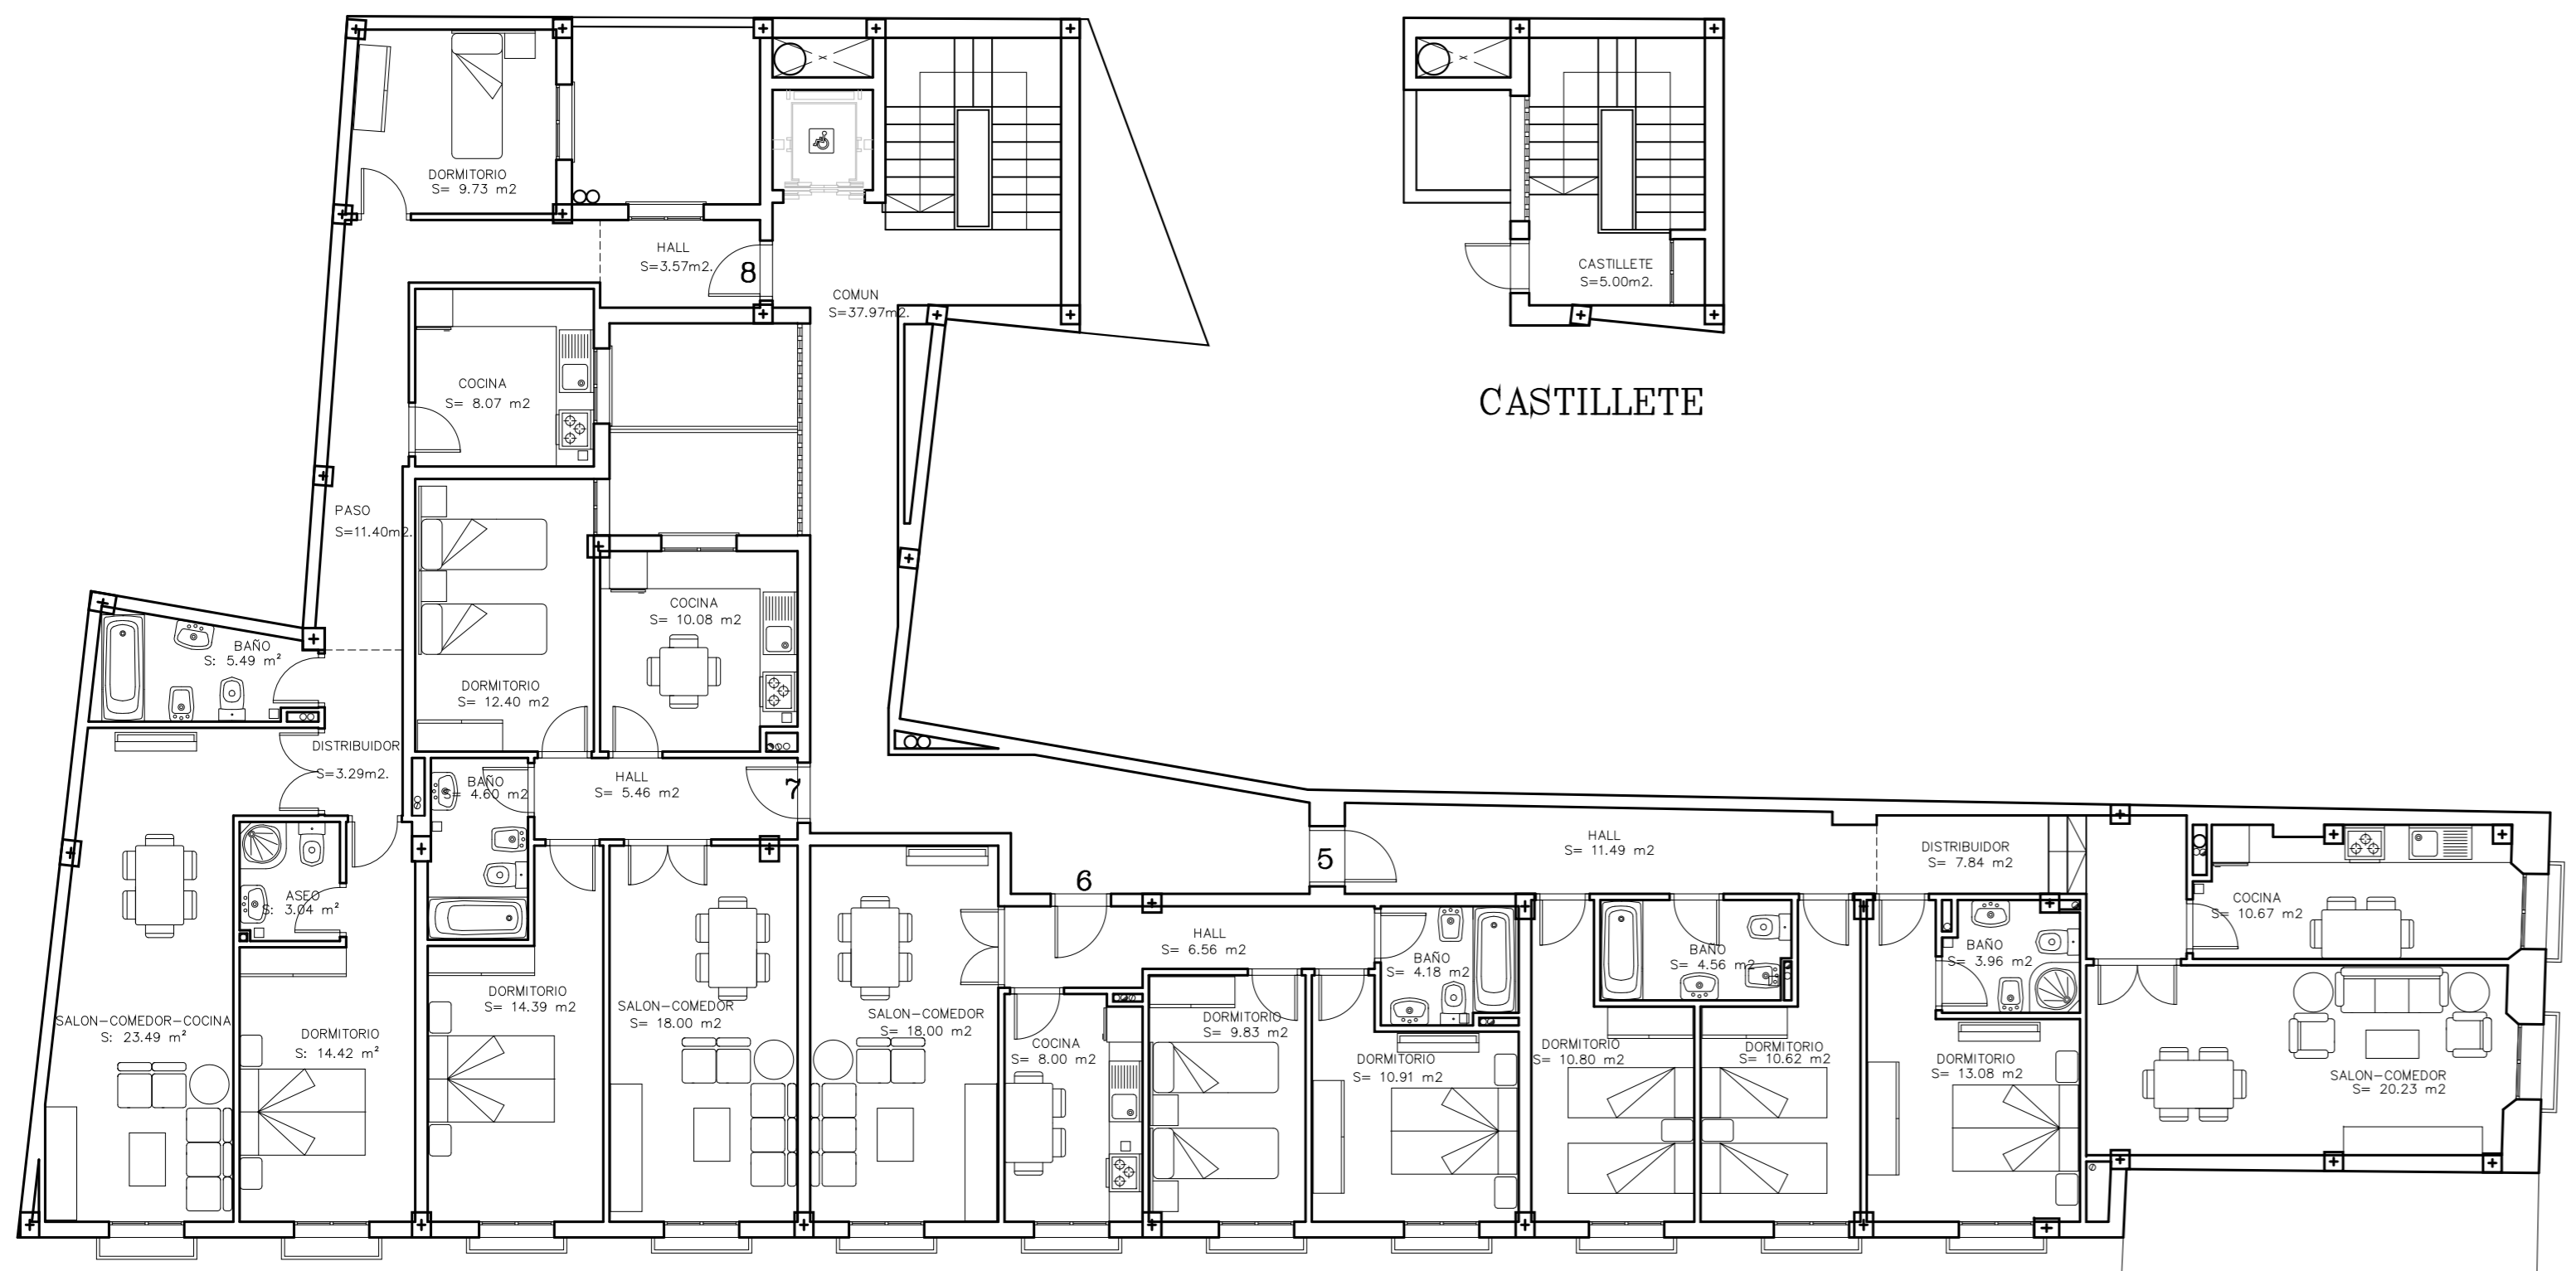 DORMITORIO
S= 9.73 m2
HALL
S=3.57m2.
8
COMUN
S=37.97m2.
CASTILLETE
S=5.00m2.
CASTILLETE
COCINA
S= 8.07 m2
PASO
S=11.40m2.
COCINA
S= 10.08 m2
BAÑO
S: 5.49 m²
DORMITORIO
S= 12.40 m2
DISTRIBUIDOR
S=3.29m2.
BAÑO
S= 4.60 m2
HALL
S= 5.46 m2
7
ASEO
S: 3.04 m²
6
5
HALL
S= 11.49 m2
DISTRIBUIDOR
S= 7.84 m2
COCINA
S= 10.67 m2
HALL
S= 6.56 m2
BAÑO
S= 4.18 m2
BAÑO
S= 4.56 m2
BAÑO
S= 3.96 m2
SALON-COMEDOR-COCINA
S: 23.49 m²
DORMITORIO
S: 14.42 m²
DORMITORIO
S= 14.39 m2
SALON-COMEDOR
S= 18.00 m2
SALON-COMEDOR
S= 18.00 m2
COCINA
S= 8.00 m2
DORMITORIO
S= 9.83 m2
DORMITORIO
S= 10.91 m2
DORMITORIO
S= 10.80 m2
DORMITORIO
S= 10.62 m2
DORMITORIO
S= 13.08 m2
SALON-COMEDOR
S= 20.23 m2